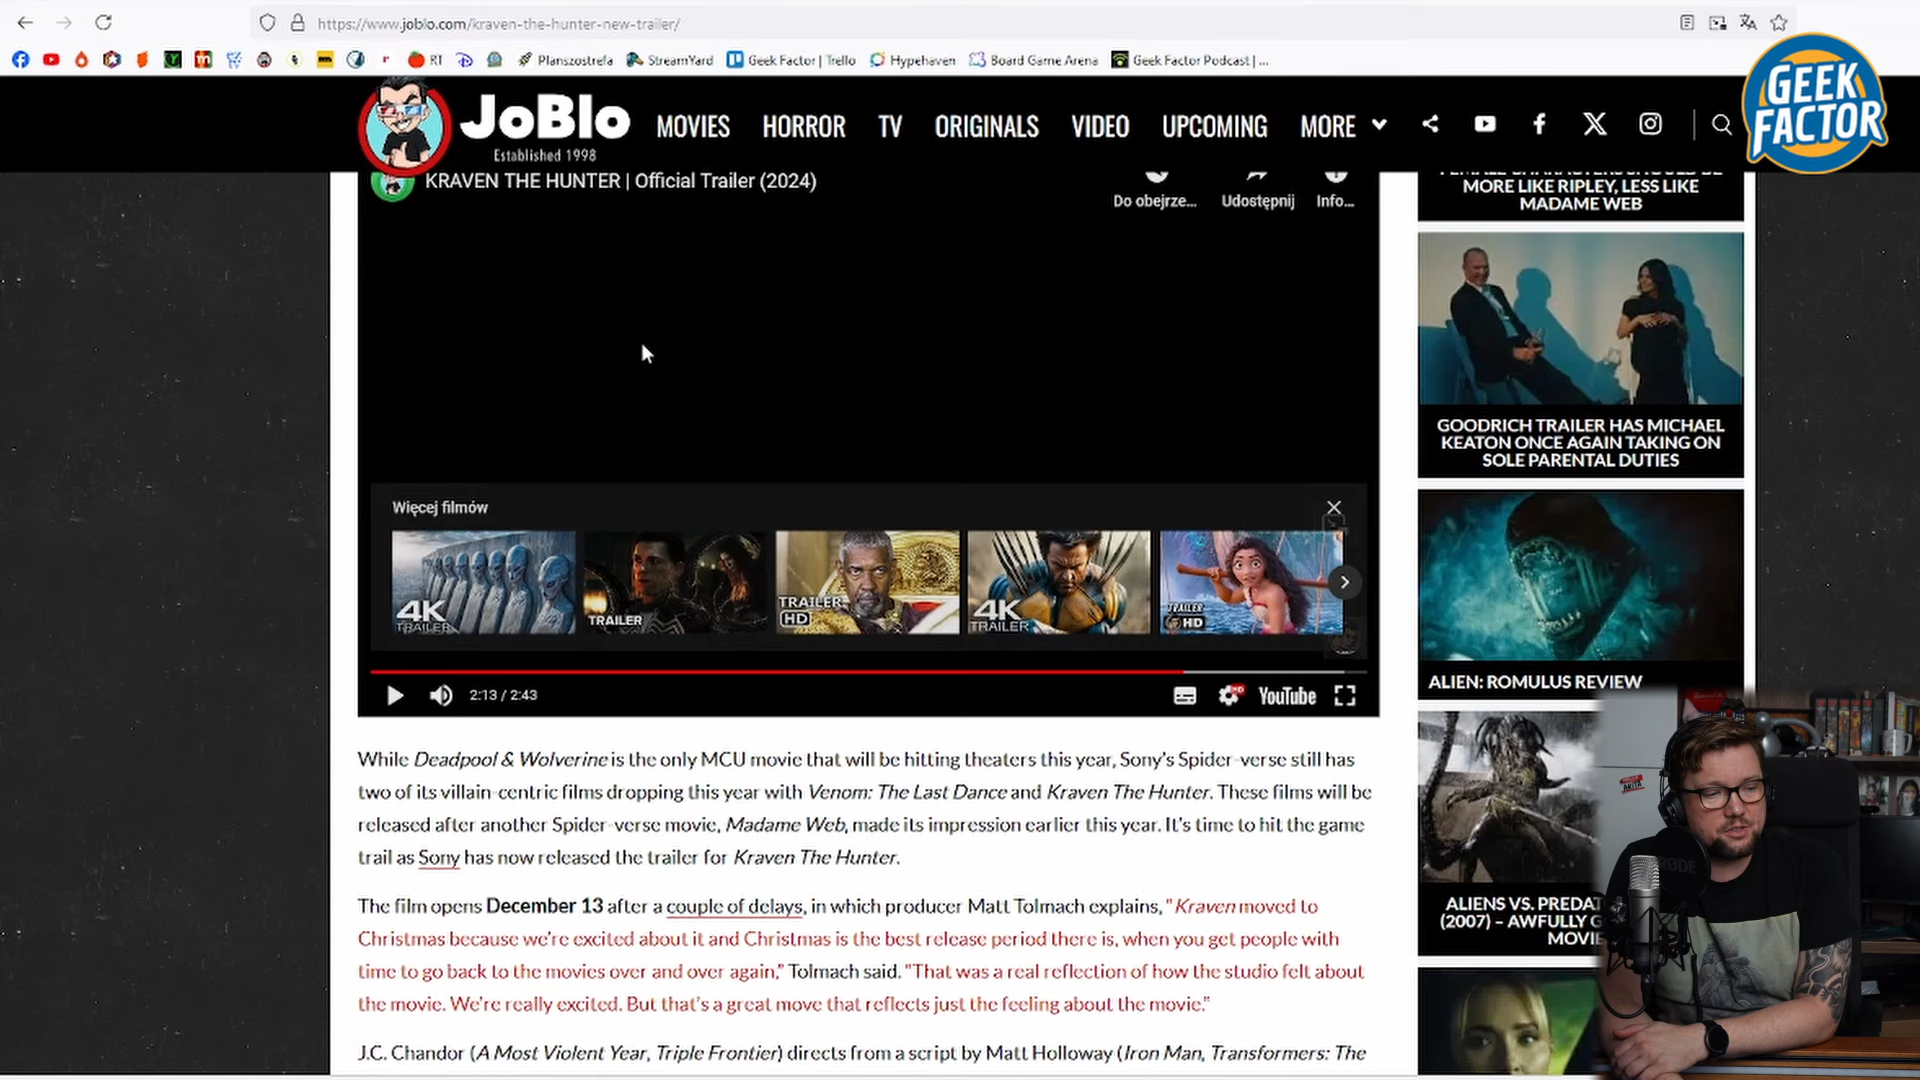 https://www.joblo.com/kraven-the-hunter-new-trailer/
RT
Planszostrefa
StreamYard
Geek Factor | Trello
Hypehaven
Board Game Arena
Geek Factor Podcast | ...
GEEK
FACTOR
JoBlo
Established 1998
MOVIES
HORROR
TV
ORIGINALS
VIDEO
UPCOMING
MORE
KRAVEN THE HUNTER | Official Trailer (2024)
Do obejrze...
Udostępnij
Info...
MORE LIKE RIPLEY, LESS LIKE
MADAME WEB
GOODRICH TRAILER HAS MICHAEL
KEATON ONCE AGAIN TAKING ON
SOLE PARENTAL DUTIES
Więcej filmów
4K
TRAILER
TRAILER
TRAILER
HD
4K
TRAILER
TRAILER
HD
2:13 / 2:43
YouTube
ALIEN: ROMULUS REVIEW
While Deadpool & Wolverine is the only MCU movie that will be hitting theaters this year, Sony's Spider-verse still has
two of its villain-centric films dropping this year with Venom: The Last Dance and Kraven The Hunter. These films will be
released after another Spider-verse movie, Madame Web, made its impression earlier this year. It's time to hit the game
trail as Sony has now released the trailer for Kraven The Hunter.
The film opens December 13 after a couple of delays, in which producer Matt Tolmach explains, "Kraven moved to
Christmas because we're excited about it and Christmas is the best release period there is, when you get people with
time to go back to the movies over and over again," Tolmach said. "That was a real reflection of how the studio felt about
the movie. We're really excited. But that's a great move that reflects just the feeling about the movie."
J.C. Chandor (A Most Violent Year, Triple Frontier) directs from a script by Matt Holloway (Iron Man, Transformers: The
ALIENS VS. PREDAT
(2007) – AWFULLY G
MOVIE
RØDE